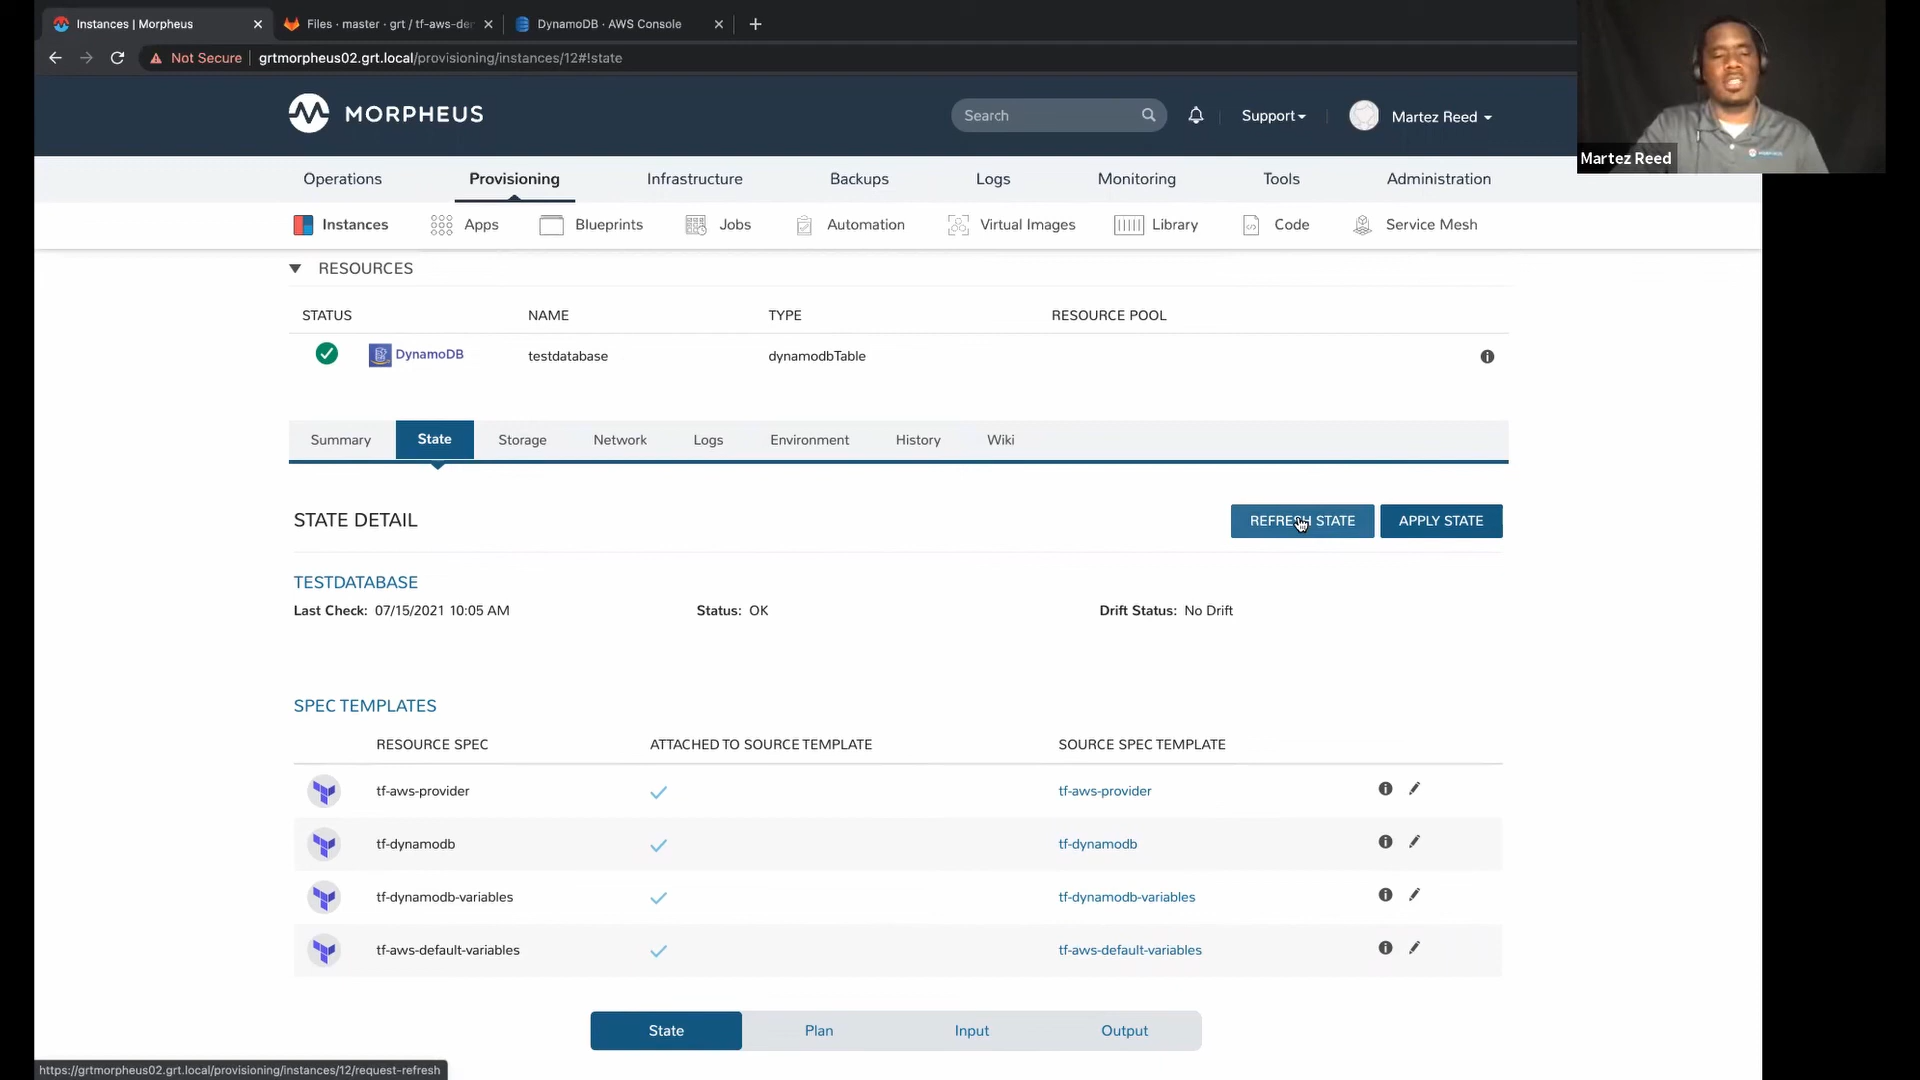 Instances | Morpheus
Files · master · grt / tf-aws-de
DynamoDB · AWS Console
Not Secure
grtmorpheus02.grt.local/provisioning/instances/12#!state
MORPHEUS
Search
Support
Martez Reed
Martez Reed
Operations
Provisioning
Infrastructure
Backups
Logs
Monitoring
Tools
Administration
Instances
Apps
Blueprints
Jobs
Automation
Virtual Images
Library
Code
Service Mesh
RESOURCES
STATUS NAME TYPE RESOURCE POOL
DynamoDB testdatabase dynamodbTable
Summary State Storage Network Logs Environment History Wiki
STATE DETAIL
REFRESH STATE
APPLY STATE
TESTDATABASE
Last Check: 07/15/2021 10:05 AM Status: OK Drift Status: No Drift
SPEC TEMPLATES
RESOURCE SPEC ATTACHED TO SOURCE TEMPLATE SOURCE SPEC TEMPLATE
tf-aws-provider tf-aws-provider
tf-dynamodb tf-dynamodb
tf-dynamodb-variables tf-dynamodb-variables
tf-aws-default-variables tf-aws-default-variables
State Plan Input Output
https://grtmorpheus02.grt.local/provisioning/instances/12/request-refresh